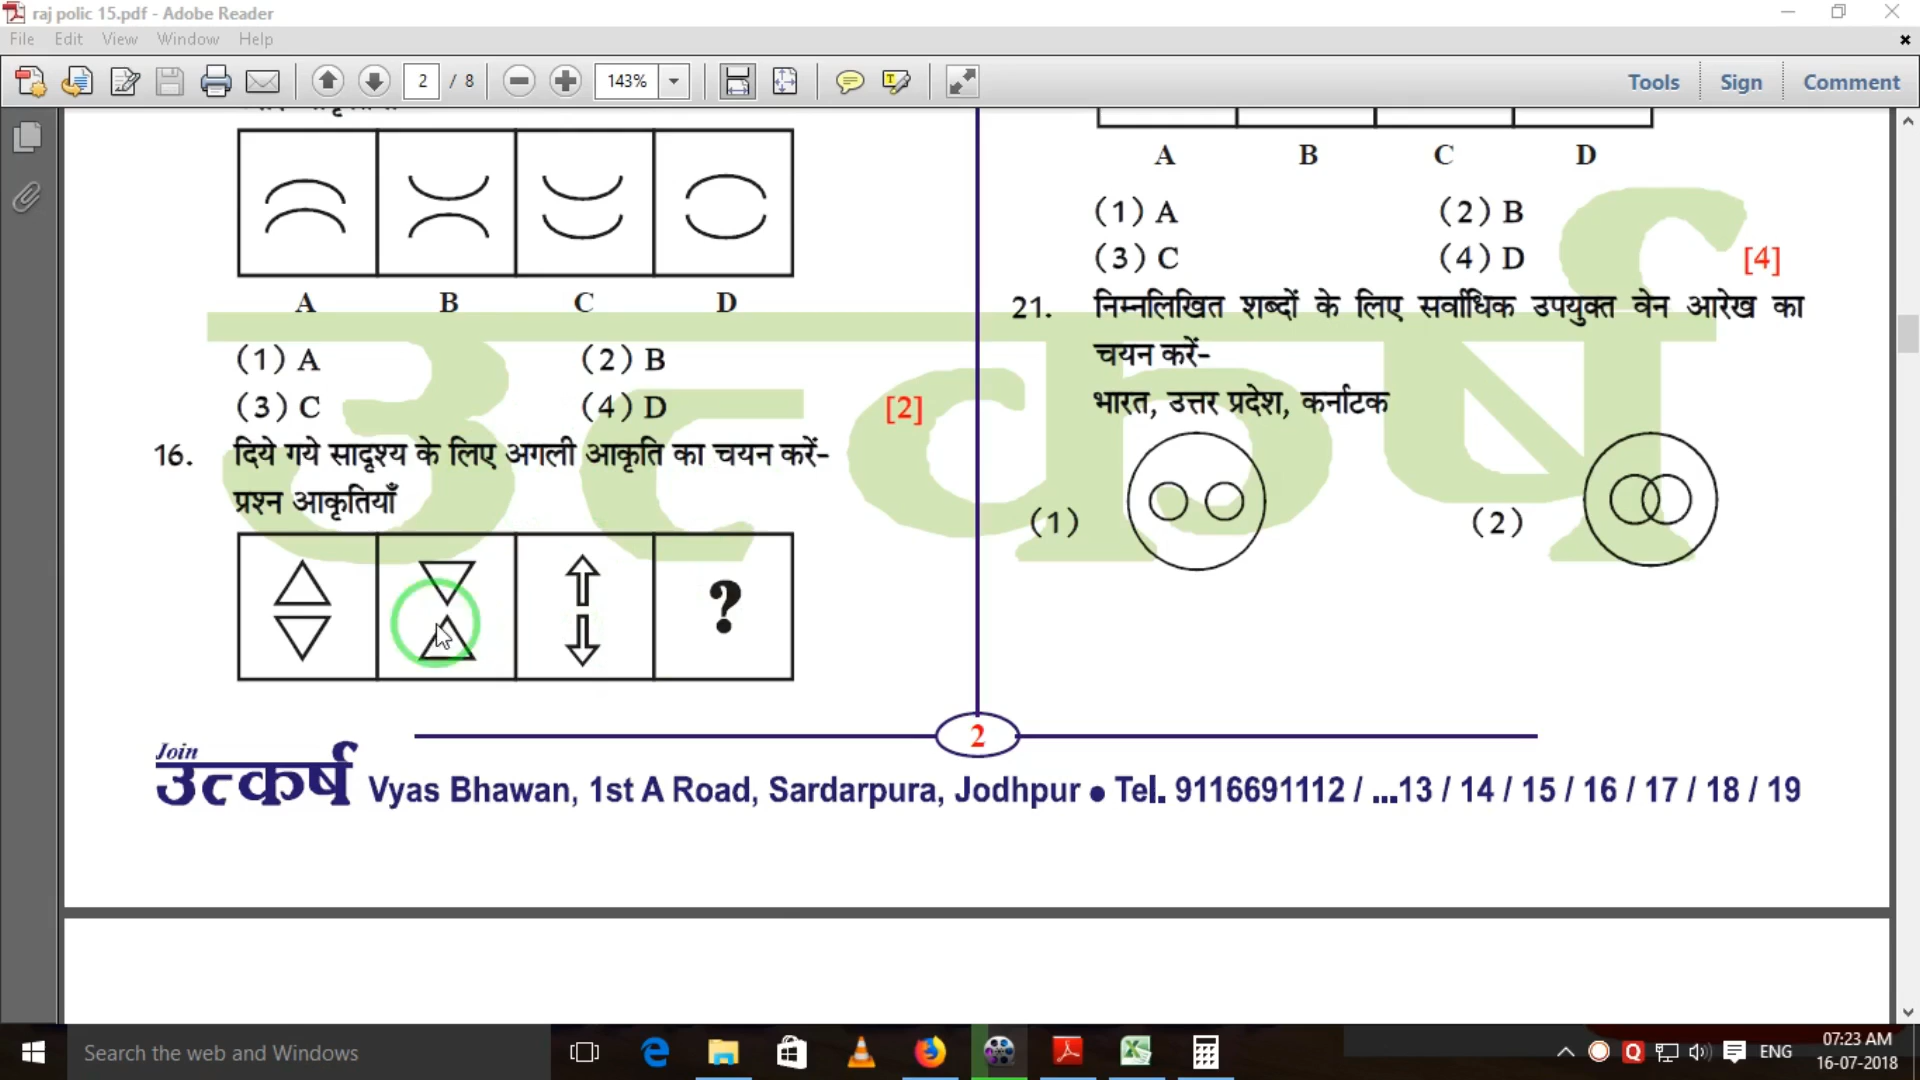 raj polic 15.pdf - Adobe Reader
File Edit View Window Help
2 / 8 143% Tools Sign Comment
A B C D
(1) A (2) B
(3) C (4) D [2]
16. दिये गये सादृश्य के लिए अगली आकृति का चयन करें-
प्रश्न आकृतियाँ
?
A B C D
(1) A (2) B
(3) C (4) D [4]
21. निम्नलिखित शब्दों के लिए सर्वाधिक उपयुक्त वेन आरेख का
चयन करें-
भारत, उत्तर प्रदेश, कर्नाटक
(1) (2)
उत्कर्ष
2
Join
उत्कर्ष Vyas Bhawan, 1st A Road, Sardarpura, Jodhpur ● Tel. 9116691112 / ...13 / 14 / 15 / 16 / 17 / 18 / 19
Search the web and Windows
ENG
07:23 AM
16-07-2018